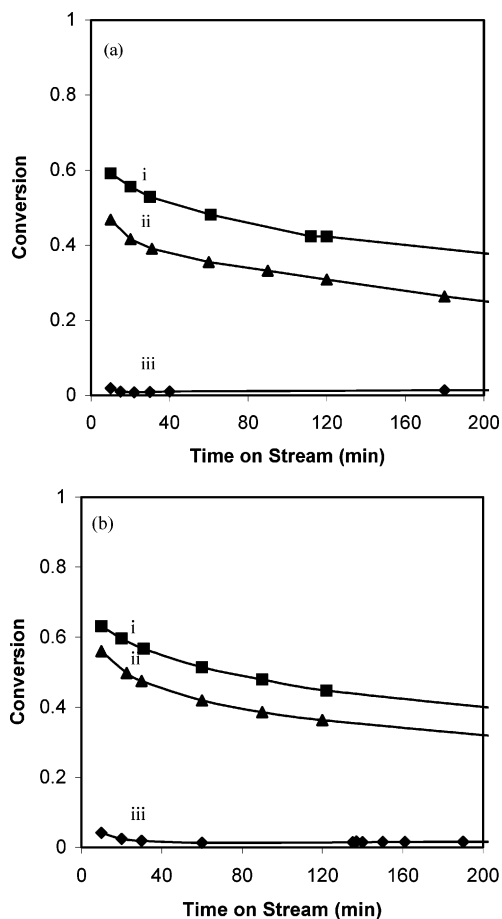 1
(a)
0.8
0.6
i
ii
0.4
0.2
iii
0
0 40 80 120 160 200
Time on Stream (min)
Conversion
1
(b)
0.8
0.6
i
ii
0.4
0.2
iii
0
0 40 80 120 160 200
Time on Stream (min)
Conversion